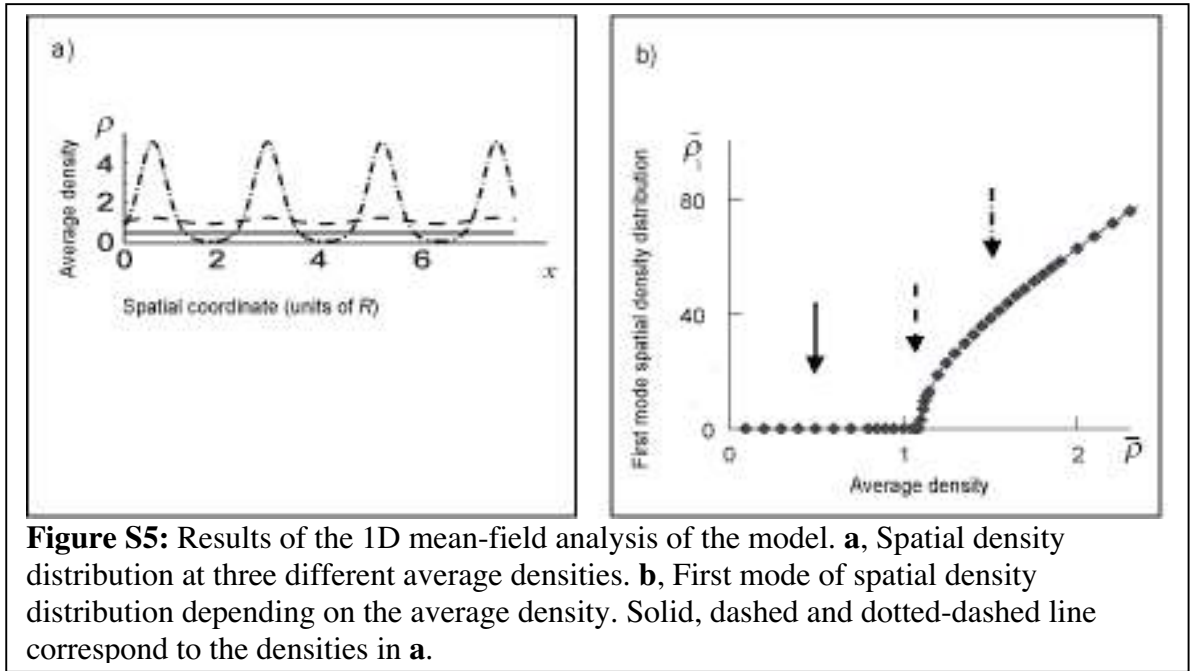 a)
ρ
Average density
4
2
0
0 2 4 6 x
Spatial coordinate (units of R)
b)
ρ̄₁
First mode spatial density distribution
80
40
0
0 1 2 ρ̄
Average density
Figure S5: Results of the 1D mean-field analysis of the model. a, Spatial density
distribution at three different average densities. b, First mode of spatial density
distribution depending on the average density. Solid, dashed and dotted-dashed line
correspond to the densities in a.